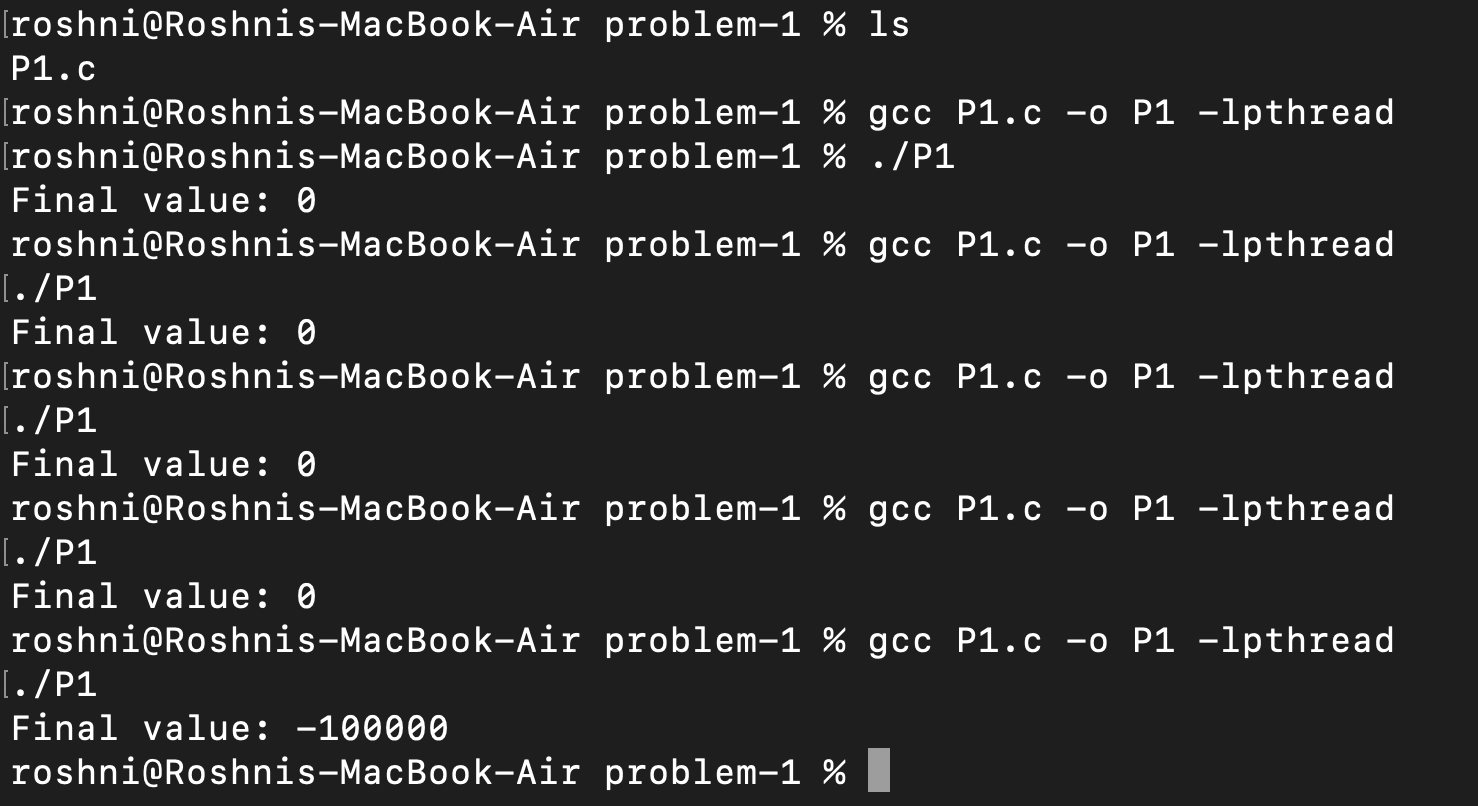 [roshni@Roshnis-MacBook-Air problem-1 % ls
P1.c
[roshni@Roshnis-MacBook-Air problem-1 % gcc P1.c -o P1 -lpthread
[roshni@Roshnis-MacBook-Air problem-1 % ./P1
Final value: 0
roshni@Roshnis-MacBook-Air problem-1 % gcc P1.c -o P1 -lpthread
[./P1
Final value: 0
[roshni@Roshnis-MacBook-Air problem-1 % gcc P1.c -o P1 -lpthread
[./P1
Final value: 0
roshni@Roshnis-MacBook-Air problem-1 % gcc P1.c -o P1 -lpthread
[./P1
Final value: 0
roshni@Roshnis-MacBook-Air problem-1 % gcc P1.c -o P1 -lpthread
[./P1
Final value: -100000
roshni@Roshnis-MacBook-Air problem-1 %